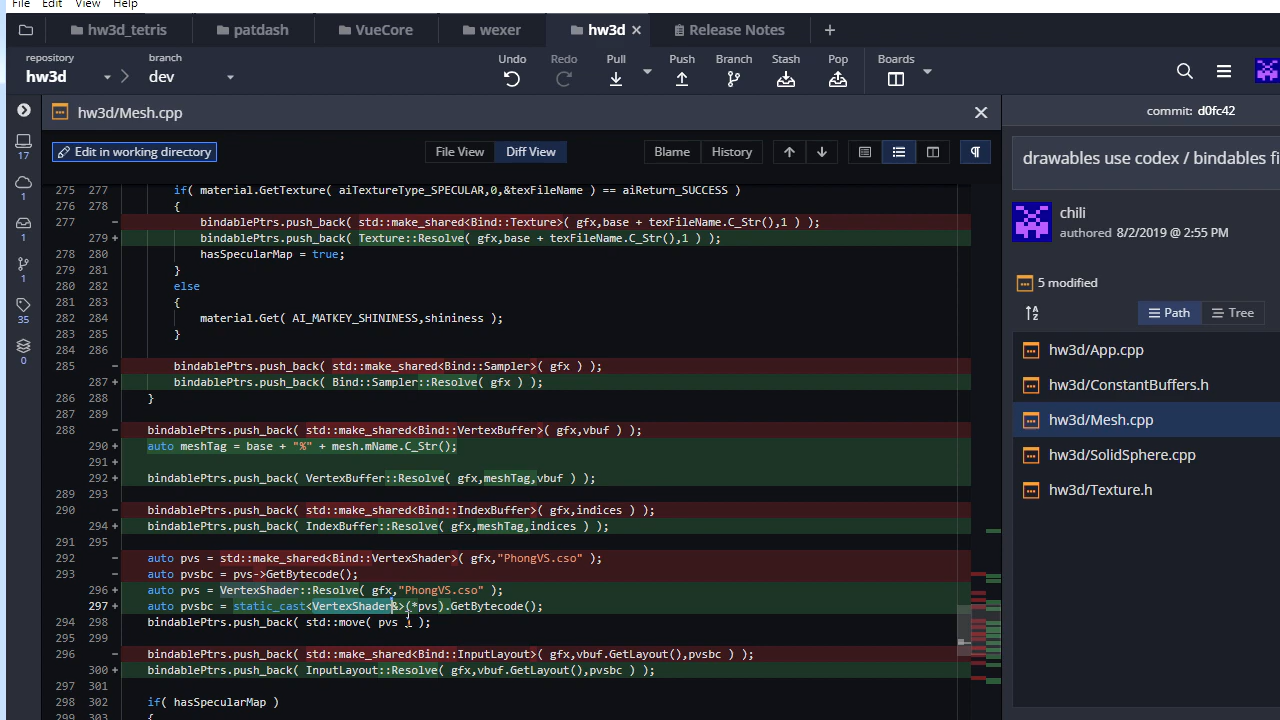 File Edit View Help
hw3d_tetris patdash VueCore wexer hw3d Release Notes
repository branch Undo Redo Pull Push Branch Stash Pop Boards
hw3d dev
hw3d/Mesh.cpp commit: d0fc42
Edit in working directory File View Diff View Blame History
drawables use codex / bindables fi
chili
authored 8/2/2019 @ 2:55 PM
5 modified
Path Tree
hw3d/App.cpp
hw3d/ConstantBuffers.h
hw3d/Mesh.cpp
hw3d/SolidSphere.cpp
hw3d/Texture.h
17
1
1
1
35
0
275 277 if( material.GetTexture( aiTextureType_SPECULAR,0,&texFileName ) == aiReturn_SUCCESS )
276 278 {
277 - bindablePtrs.push_back( std::make_shared<Bind::Texture>( gfx,base + texFileName.C_Str(),1 ) );
279 + bindablePtrs.push_back( Texture::Resolve( gfx,base + texFileName.C_Str(),1 ) );
278 280 hasSpecularMap = true;
279 281 }
280 282 else
281 283 {
282 284 material.Get( AI_MATKEY_SHININESS,shininess );
283 285 }
284 286
285 - bindablePtrs.push_back( std::make_shared<Bind::Sampler>( gfx ) );
287 + bindablePtrs.push_back( Bind::Sampler::Resolve( gfx ) );
286 288 }
287 289
288 - bindablePtrs.push_back( std::make_shared<Bind::VertexBuffer>( gfx,vbuf ) );
290 + auto meshTag = base + "%" + mesh.mName.C_Str();
291 +
292 + bindablePtrs.push_back( VertexBuffer::Resolve( gfx,meshTag,vbuf ) );
289 293
290 - bindablePtrs.push_back( std::make_shared<Bind::IndexBuffer>( gfx,indices ) );
294 + bindablePtrs.push_back( IndexBuffer::Resolve( gfx,meshTag,indices ) );
291 295
292 - auto pvs = std::make_shared<Bind::VertexShader>( gfx,"PhongVS.cso" );
293 - auto pvsbc = pvs->GetBytecode();
296 + auto pvs = VertexShader::Resolve( gfx,"PhongVS.cso" );
297 + auto pvsbc = static_cast<VertexShader&>(*pvs).GetBytecode();
294 298 bindablePtrs.push_back( std::move( pvs ) );
295 299
296 - bindablePtrs.push_back( std::make_shared<Bind::InputLayout>( gfx,vbuf.GetLayout(),pvsbc ) );
300 + bindablePtrs.push_back( InputLayout::Resolve( gfx,vbuf.GetLayout(),pvsbc ) );
297 301
298 302 if( hasSpecularMap )
299 303 {